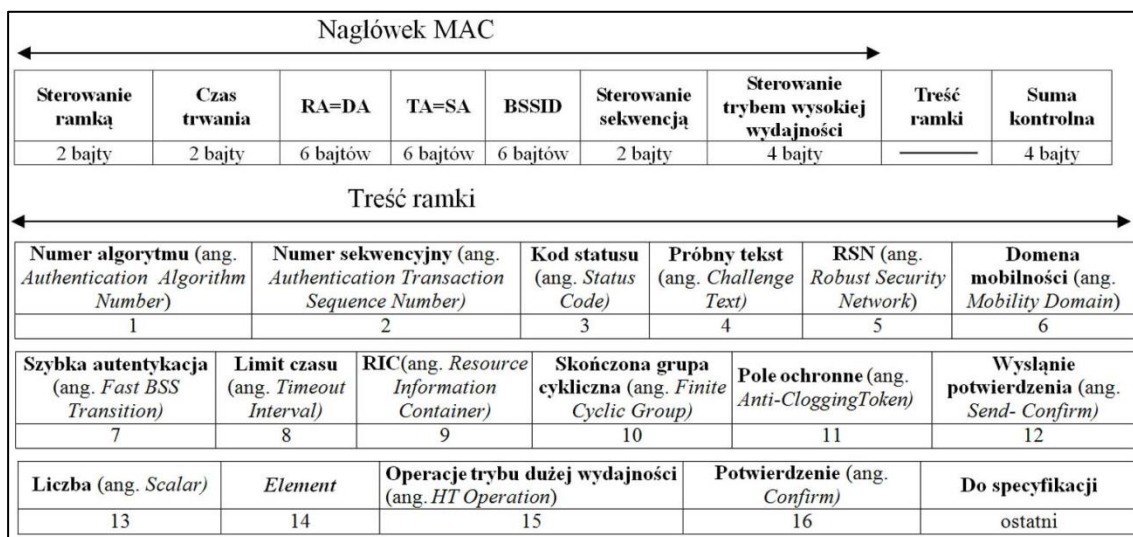 Nagłówek MAC
Sterowanie ramką Czas trwania RA=DA TA=SA BSSID Sterowanie sekwencją Sterowanie trybem wysokiej wydajności Treść ramki Suma kontrolna
2 bajty 2 bajty 6 bajtów 6 bajtów 6 bajtów 2 bajty 4 bajty 4 bajty
Treść ramki
Numer algorytmu (ang. Authentication Algorithm Number) Numer sekwencyjny (ang. Authentication Transaction Sequence Number) Kod statusu (ang. Status Code) Próbny tekst (ang. Challenge Text) RSN (ang. Robust Security Network) Domena mobilności (ang. Mobility Domain)
1 2 3 4 5 6
Szybka autentykacja (ang. Fast BSS Transition) Limit czasu (ang. Timeout Interval) RIC(ang. Resource Information Container) Skończona grupa cykliczna (ang. Finite Cyclic Group) Pole ochronne (ang. Anti-CloggingToken) Wysłanie potwierdzenia (ang. Send- Confirm)
7 8 9 10 11 12
Liczba (ang. Scalar) Element Operacje trybu dużej wydajności (ang. HT Operation) Potwierdzenie (ang. Confirm) Do specyfikacji
13 14 15 16 ostatni